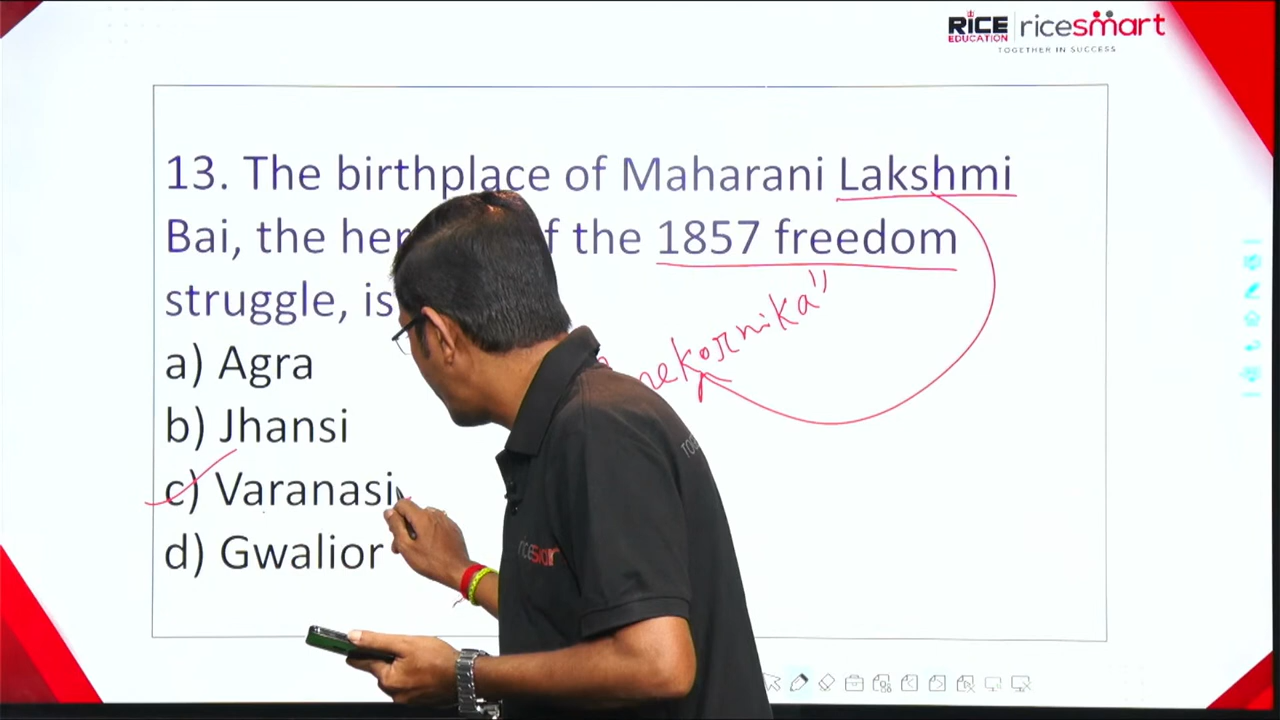 RICE EDUCATION ricesmart
TOGETHER IN SUCCESS
13. The birthplace of Maharani Lakshmi
Bai, the her f the 1857 freedom
struggle, is
nekornika"
a) Agra
b) Jhansi
c) Varanasi
d) Gwalior
ricesmart